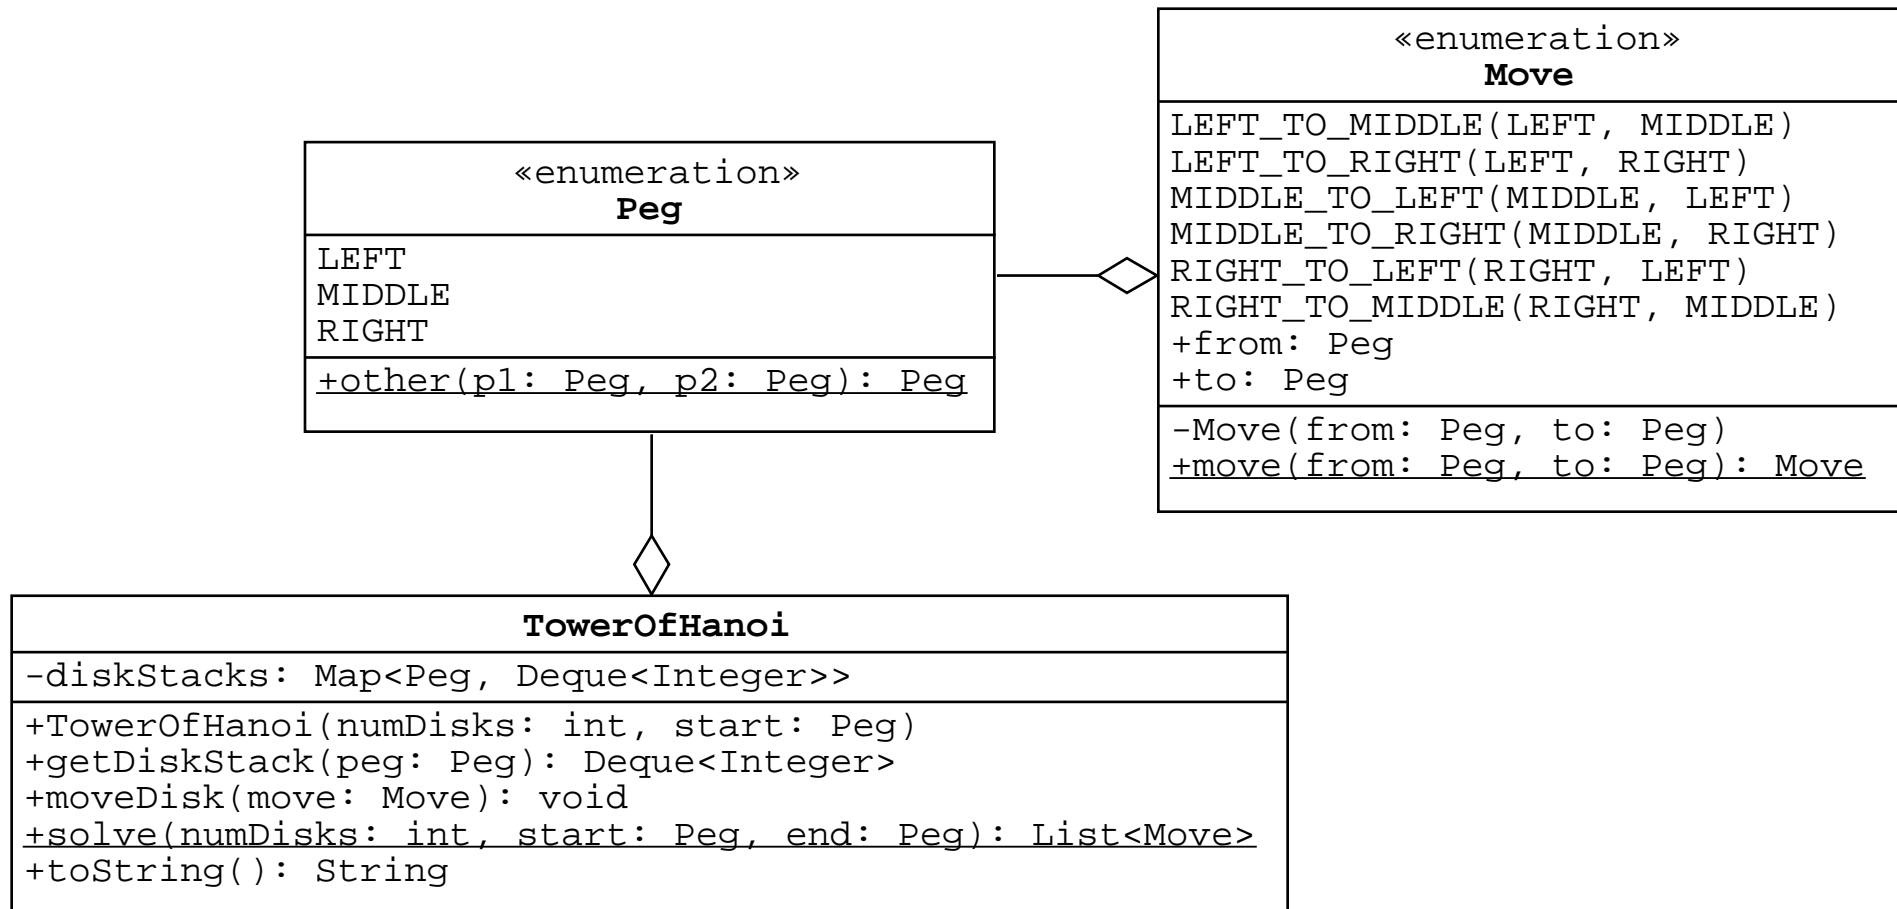 «enumeration»
Move
LEFT_TO_MIDDLE(LEFT, MIDDLE)
LEFT_TO_RIGHT(LEFT, RIGHT)
MIDDLE_TO_LEFT(MIDDLE, LEFT)
MIDDLE_TO_RIGHT(MIDDLE, RIGHT)
RIGHT_TO_LEFT(RIGHT, LEFT)
RIGHT_TO_MIDDLE(RIGHT, MIDDLE)
+from: Peg
+to: Peg
-Move(from: Peg, to: Peg)
+move(from: Peg, to: Peg): Move
«enumeration»
Peg
LEFT
MIDDLE
RIGHT
+other(p1: Peg, p2: Peg): Peg
TowerOfHanoi
-diskStacks: Map<Peg, Deque<Integer>>
+TowerOfHanoi(numDisks: int, start: Peg)
+getDiskStack(peg: Peg): Deque<Integer>
+moveDisk(move: Move): void
+solve(numDisks: int, start: Peg, end: Peg): List<Move>
+toString(): String